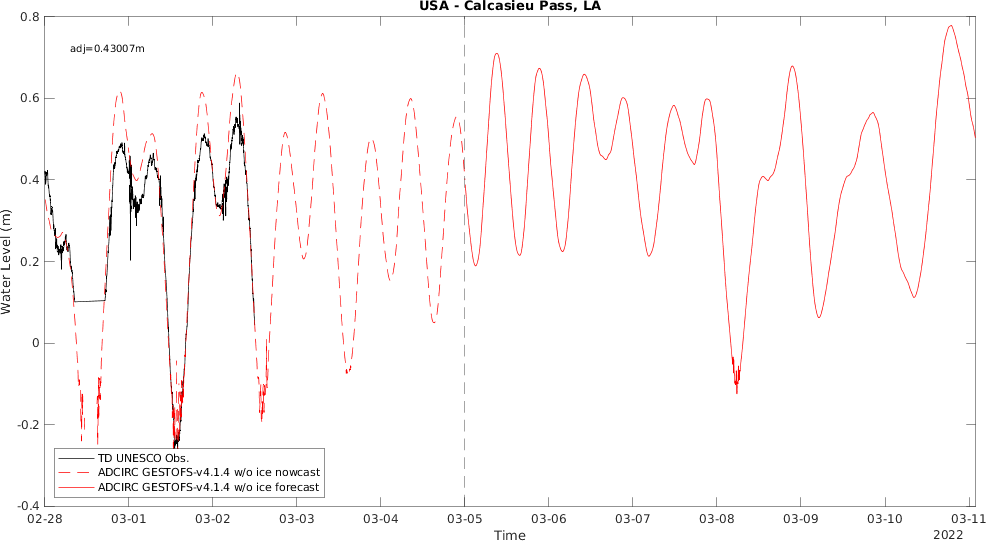 USA - Calcasieu Pass, LA
adj=0.43007m
Water Level (m)
0.8
0.6
0.4
0.2
0
-0.2
-0.4
TD UNESCO Obs.
ADCIRC GESTOFS-v4.1.4 w/o ice nowcast
ADCIRC GESTOFS-v4.1.4 w/o ice forecast
02-28 03-01 03-02 03-03 03-04 03-05 03-06 03-07 03-08 03-09 03-10 03-11
Time
2022